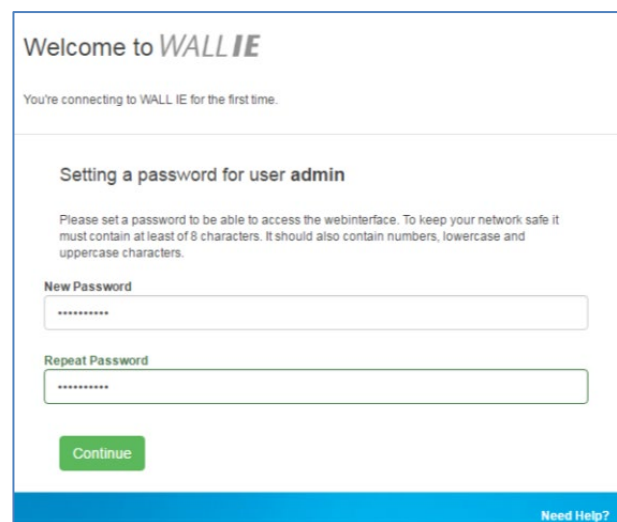 Welcome to WALL IE
You're connecting to WALL IE for the first time.
Setting a password for user admin
Please set a password to be able to access the webinterface. To keep your network safe it
must contain at least of 8 characters. It should also contain numbers, lowercase and
uppercase characters.
New Password
••••••••••
Repeat Password
••••••••••
Continue
Need Help?